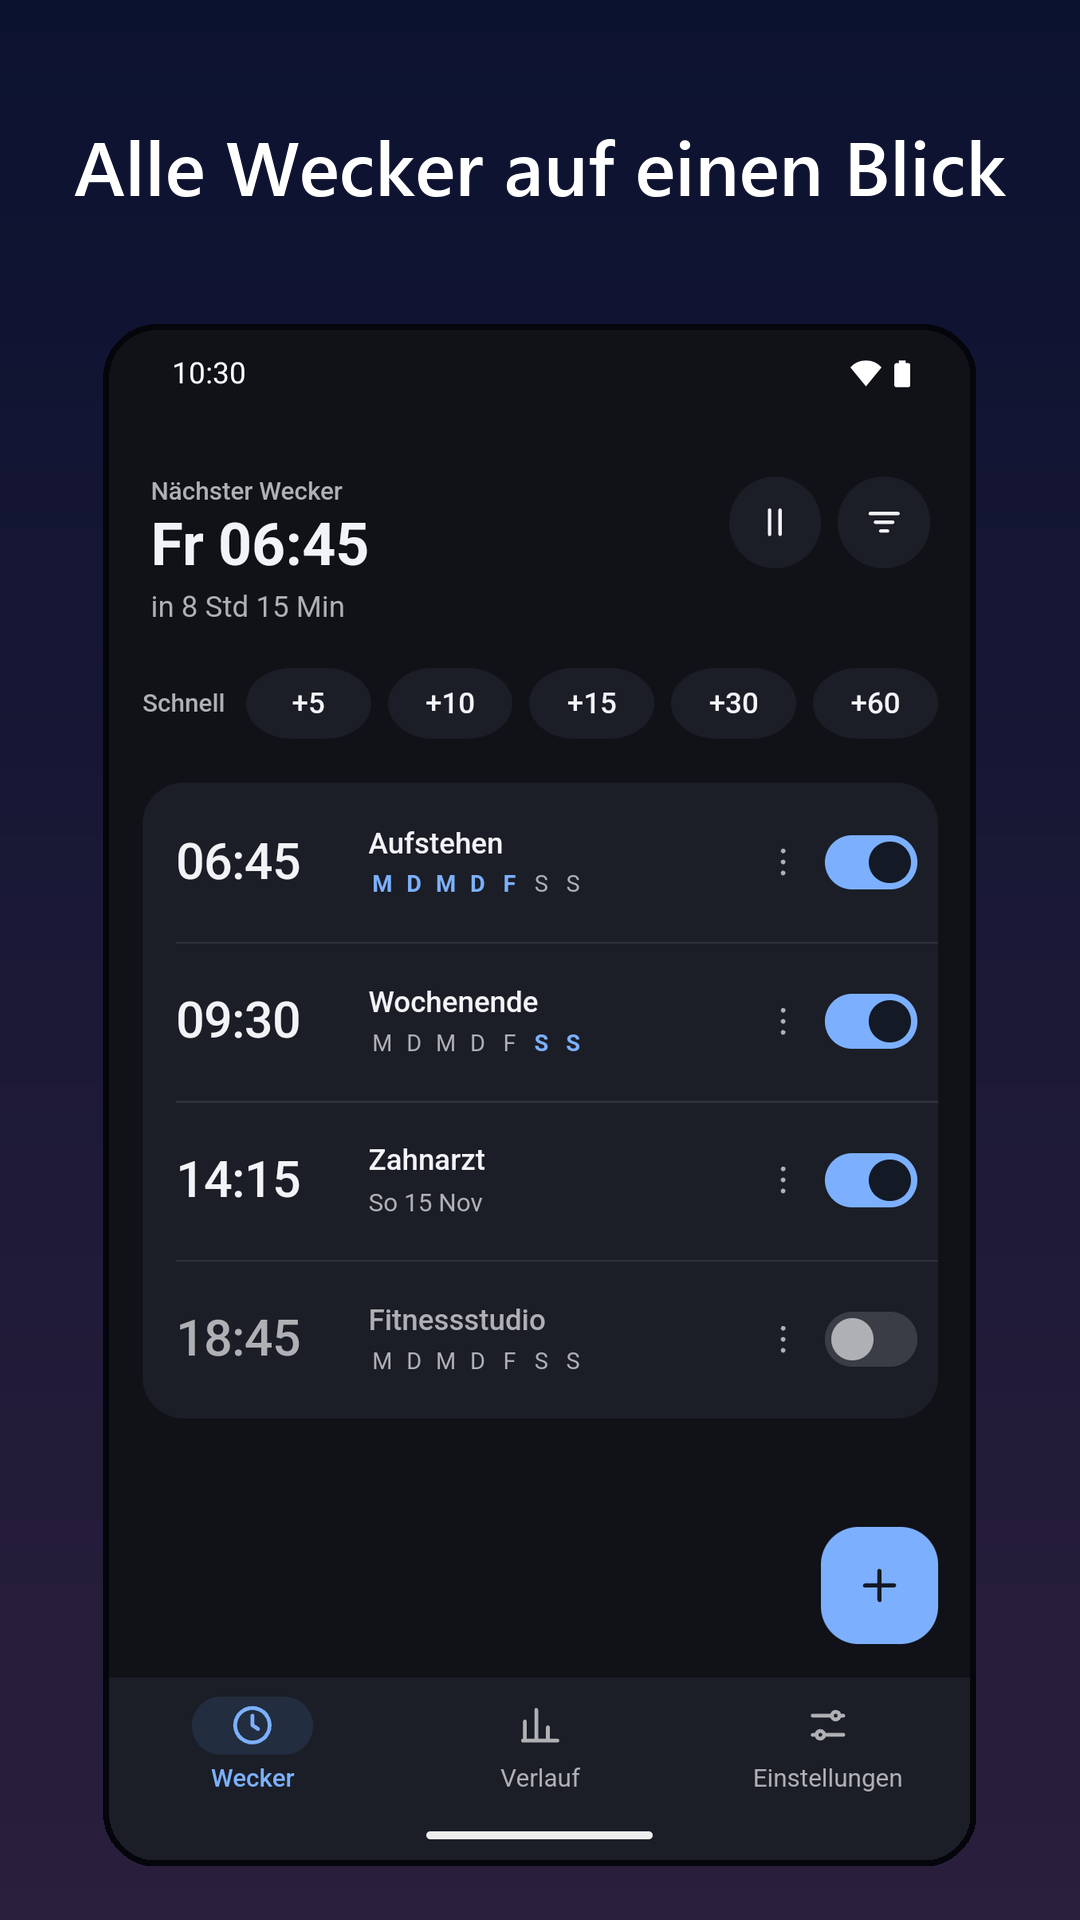 Alle Wecker auf einen Blick
10:30
Nächster Wecker
Fr 06:45
in 8 Std 15 Min
Schnell +5 +10 +15 +30 +60
06:45 Aufstehen
M D M D F S S
09:30 Wochenende
M D M D F S S
14:15 Zahnarzt
So 15 Nov
18:45 Fitnessstudio
M D M D F S S
Wecker Verlauf Einstellungen